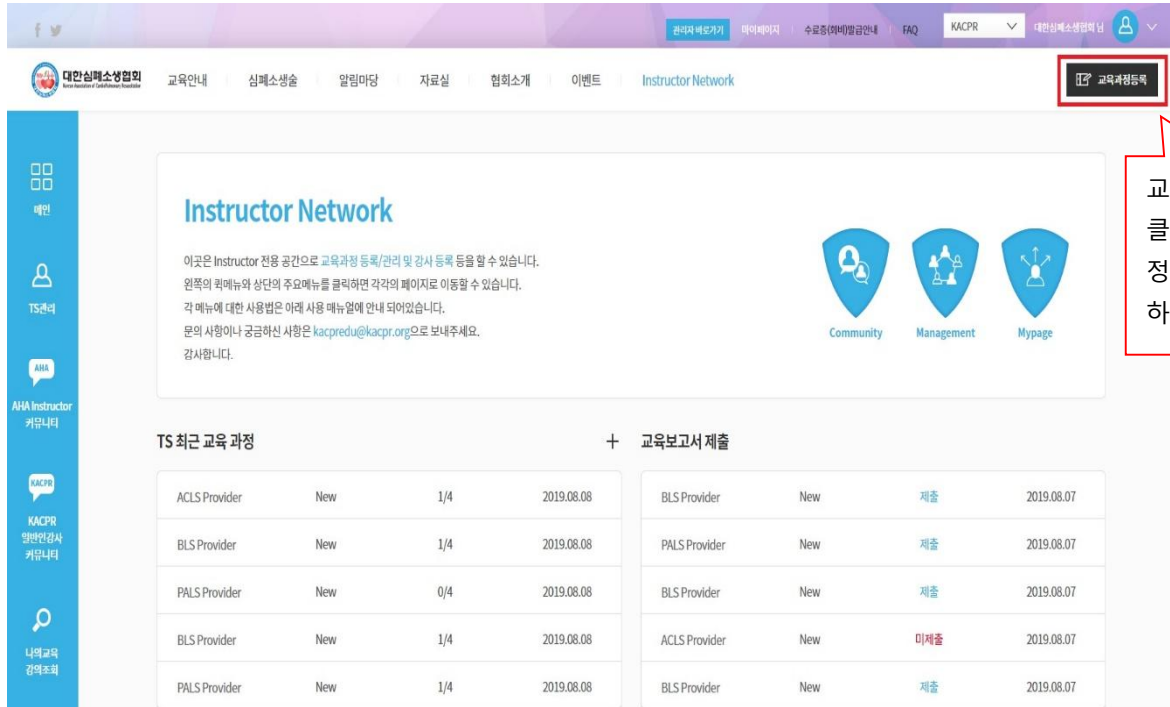 관리자 바로가기 마이페이지 수료증(회비)발급안내 FAQ KACPR 대한심폐소생협회 님
대한심폐소생협회
Korean Association of CardioPulmonary Resuscitation
교육안내 심폐소생술 알림마당 자료실 협회소개 이벤트 Instructor Network
교육과정등록
교
클
정
하
메인
TS관리
AHA
AHA Instructor
커뮤니티
KACPR
KACPR
일반인강사
커뮤니티
나의교육
강의조회
Instructor Network
이곳은 Instructor 전용 공간으로 교육과정 등록/관리 및 강사 등록 등을 할 수 있습니다.
왼쪽의 퀵메뉴와 상단의 주요메뉴를 클릭하면 각각의 페이지로 이동할 수 있습니다.
각 메뉴에 대한 사용법은 아래 사용 매뉴얼에 안내 되어있습니다.
문의 사항이나 궁금하신 사항은 kacpredu@kacpr.org으로 보내주세요.
감사합니다.
Community Management Mypage
TS 최근 교육 과정
ACLS Provider New 1/4 2019.08.08
BLS Provider New 1/4 2019.08.08
PALS Provider New 0/4 2019.08.08
BLS Provider New 1/4 2019.08.08
PALS Provider New 1/4 2019.08.08
교육보고서 제출
BLS Provider New 제출 2019.08.07
PALS Provider New 제출 2019.08.07
BLS Provider New 제출 2019.08.07
ACLS Provider New 미제출 2019.08.07
BLS Provider New 제출 2019.08.07